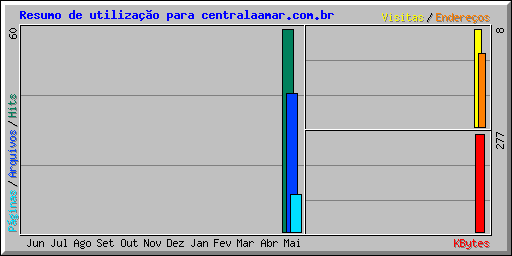 Resumo de utilização para centralaamar.com.br
Visitas/Endereços
60
8
Páginas/Arquivos/Hits
277
Jun Jul Ago Set Out Nov Dez Jan Fev Mar Abr Mai
KBytes